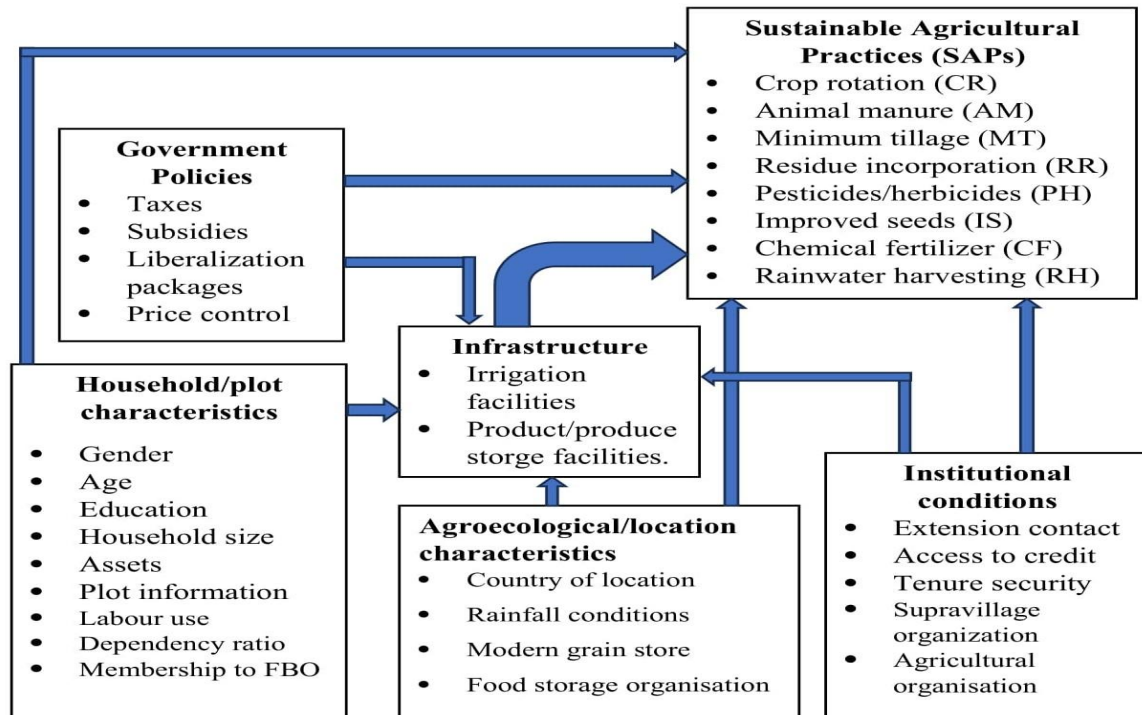 Sustainable Agricultural
Practices (SAPs)
• Crop rotation (CR)
• Animal manure (AM)
• Minimum tillage (MT)
• Residue incorporation (RR)
• Pesticides/herbicides (PH)
• Improved seeds (IS)
• Chemical fertilizer (CF)
• Rainwater harvesting (RH)
Government
Policies
• Taxes
• Subsidies
• Liberalization
packages
• Price control
Infrastructure
• Irrigation
facilities
• Product/produce
storge facilities.
Household/plot
characteristics
• Gender
• Age
• Education
• Household size
• Assets
• Plot information
• Labour use
• Dependency ratio
• Membership to FBO
Agroecological/location
characteristics
• Country of location
• Rainfall conditions
• Modern grain store
• Food storage organisation
Institutional
conditions
• Extension contact
• Access to credit
• Tenure security
• Supravillage
organization
• Agricultural
organisation